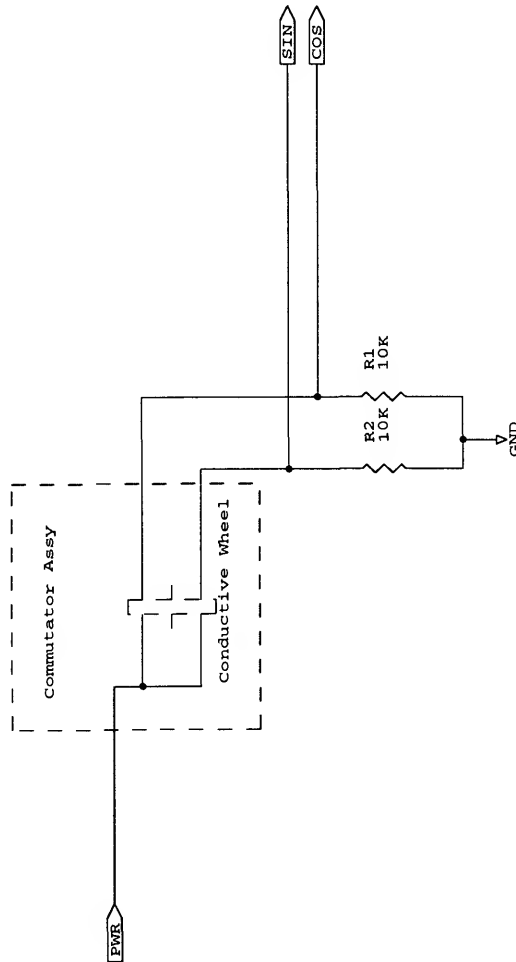 SIN
COS
R1
10K
R2
10K
GND
Commutator Assy
Conductive Wheel
PWR